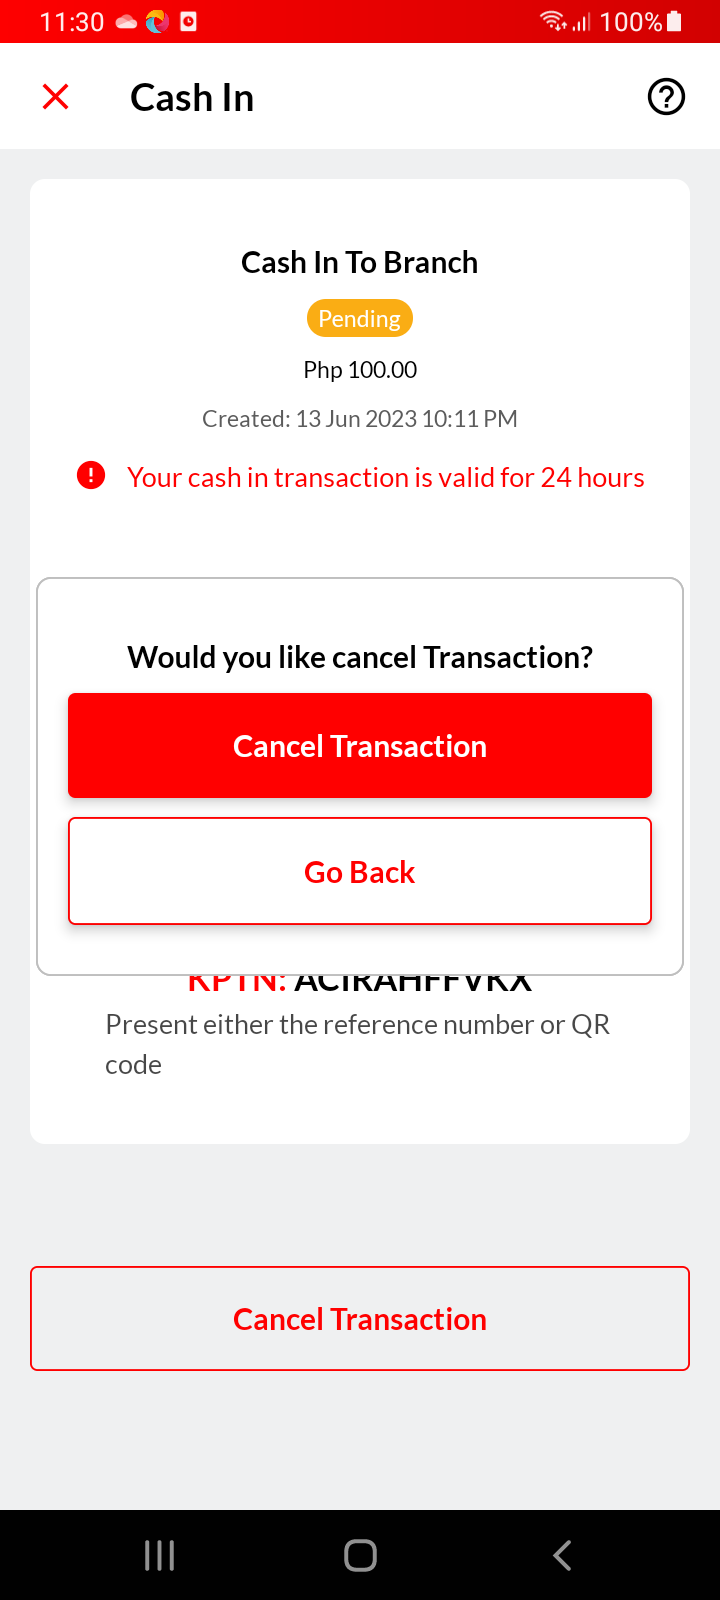 11:30
100%
Cash In
Cash In To Branch
Pending
Php 100.00
Created: 13 Jun 2023 10:11 PM
Your cash in transaction is valid for 24 hours
Would you like cancel Transaction?
Cancel Transaction
Go Back
KPTN:
Present either the reference number or QR
code
Cancel Transaction